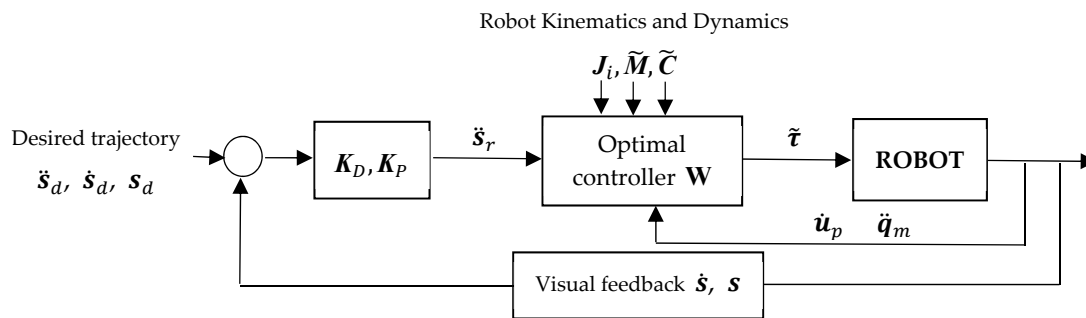 Robot Kinematics and Dynamics
J_i, M̃, C̃
Desired trajectory
s̈_d, ṡ_d, s_d
K_D, K_P
s̈_r
Optimal
controller W
τ̃
ROBOT
u̇_p q̈_m
Visual feedback ṡ, s